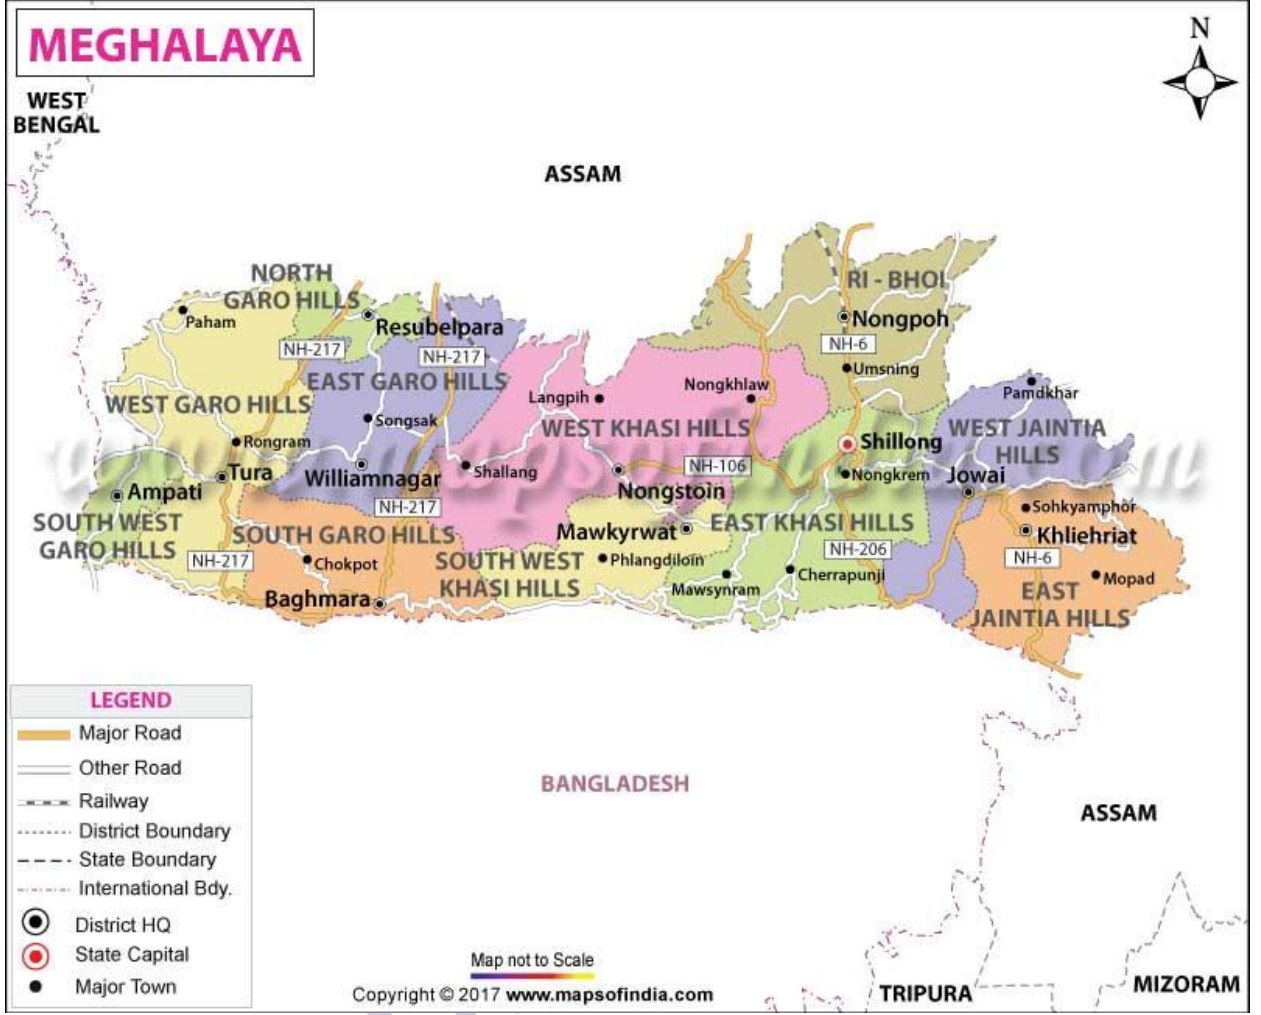 MEGHALAYA
N
WEST
BENGAL
ASSAM
NORTH
GARO HILLS
RI - BHOI
Paham
Resubelpara
Nongpoh
NH-217
NH-217
NH-6
EAST GARO HILLS
Umsning
WEST GARO HILLS
Langpih
Nongkhlaw
Pamdkhar
Songsak
WEST KHASI HILLS
WEST JAINTIA
HILLS
Rongram
Shillong
www.mapsofindia.com
Tura
Williamnagar
Shallang
NH-106
Nongkrem
Jowai
Ampati
Nongstoin
NH-217
Sohkyamphor
SOUTH WEST
GARO HILLS
SOUTH GARO HILLS
Mawkyrwat
EAST KHASI HILLS
Khliehriat
NH-217
Chokpot
SOUTH WEST
KHASI HILLS
Phlangdiloin
NH-206
NH-6
Mawsynram
Cherrapunji
Mopad
Baghmara
EAST
JAINTIA HILLS
LEGEND
Major Road
Other Road
Railway
District Boundary
State Boundary
International Bdy.
District HQ
State Capital
Major Town
BANGLADESH
ASSAM
Map not to Scale
Copyright © 2017 www.mapsofindia.com
TRIPURA
MIZORAM